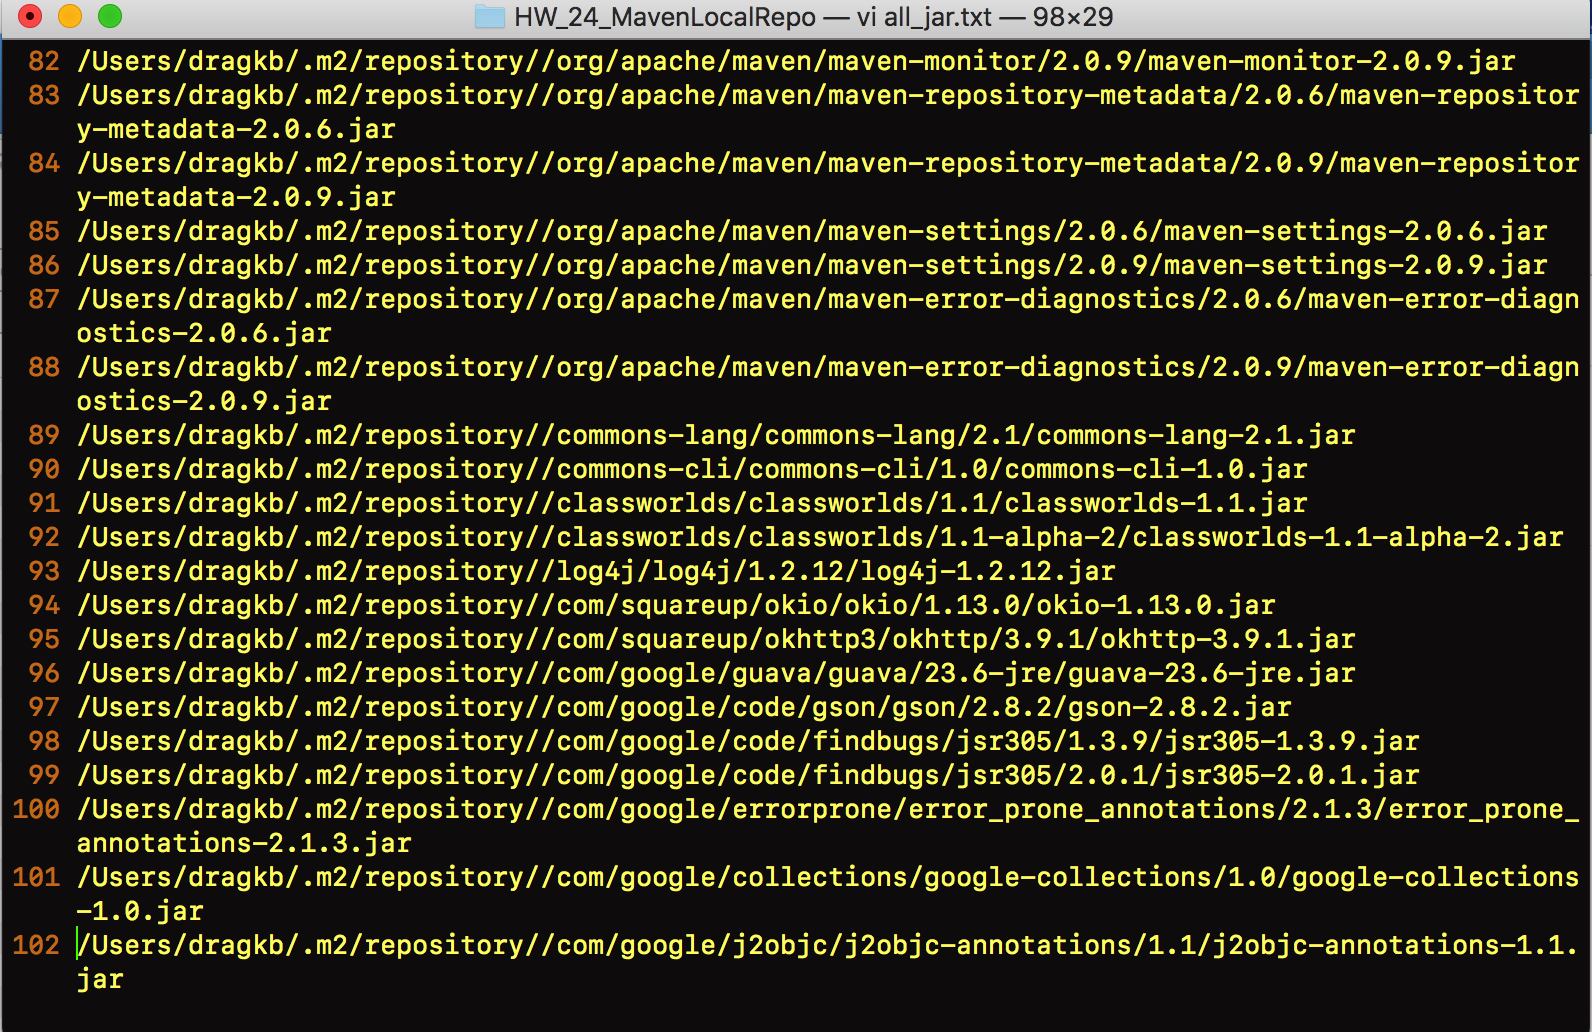 HW_24_MavenLocalRepo — vi all_jar.txt — 98×29
82 /Users/dragkb/.m2/repository//org/apache/maven/maven-monitor/2.0.9/maven-monitor-2.0.9.jar
83 /Users/dragkb/.m2/repository//org/apache/maven/maven-repository-metadata/2.0.6/maven-repositor
y-metadata-2.0.6.jar
84 /Users/dragkb/.m2/repository//org/apache/maven/maven-repository-metadata/2.0.9/maven-repositor
y-metadata-2.0.9.jar
85 /Users/dragkb/.m2/repository//org/apache/maven/maven-settings/2.0.6/maven-settings-2.0.6.jar
86 /Users/dragkb/.m2/repository//org/apache/maven/maven-settings/2.0.9/maven-settings-2.0.9.jar
87 /Users/dragkb/.m2/repository//org/apache/maven/maven-error-diagnostics/2.0.6/maven-error-diagn
ostics-2.0.6.jar
88 /Users/dragkb/.m2/repository//org/apache/maven/maven-error-diagnostics/2.0.9/maven-error-diagn
ostics-2.0.9.jar
89 /Users/dragkb/.m2/repository//commons-lang/commons-lang/2.1/commons-lang-2.1.jar
90 /Users/dragkb/.m2/repository//commons-cli/commons-cli/1.0/commons-cli-1.0.jar
91 /Users/dragkb/.m2/repository//classworlds/classworlds/1.1/classworlds-1.1.jar
92 /Users/dragkb/.m2/repository//classworlds/classworlds/1.1-alpha-2/classworlds-1.1-alpha-2.jar
93 /Users/dragkb/.m2/repository//log4j/log4j/1.2.12/log4j-1.2.12.jar
94 /Users/dragkb/.m2/repository//com/squareup/okio/okio/1.13.0/okio-1.13.0.jar
95 /Users/dragkb/.m2/repository//com/squareup/okhttp3/okhttp/3.9.1/okhttp-3.9.1.jar
96 /Users/dragkb/.m2/repository//com/google/guava/guava/23.6-jre/guava-23.6-jre.jar
97 /Users/dragkb/.m2/repository//com/google/code/gson/gson/2.8.2/gson-2.8.2.jar
98 /Users/dragkb/.m2/repository//com/google/code/findbugs/jsr305/1.3.9/jsr305-1.3.9.jar
99 /Users/dragkb/.m2/repository//com/google/code/findbugs/jsr305/2.0.1/jsr305-2.0.1.jar
100 /Users/dragkb/.m2/repository//com/google/errorprone/error_prone_annotations/2.1.3/error_prone_
annotations-2.1.3.jar
101 /Users/dragkb/.m2/repository//com/google/collections/google-collections/1.0/google-collections
-1.0.jar
102 /Users/dragkb/.m2/repository//com/google/j2objc/j2objc-annotations/1.1/j2objc-annotations-1.1.
jar